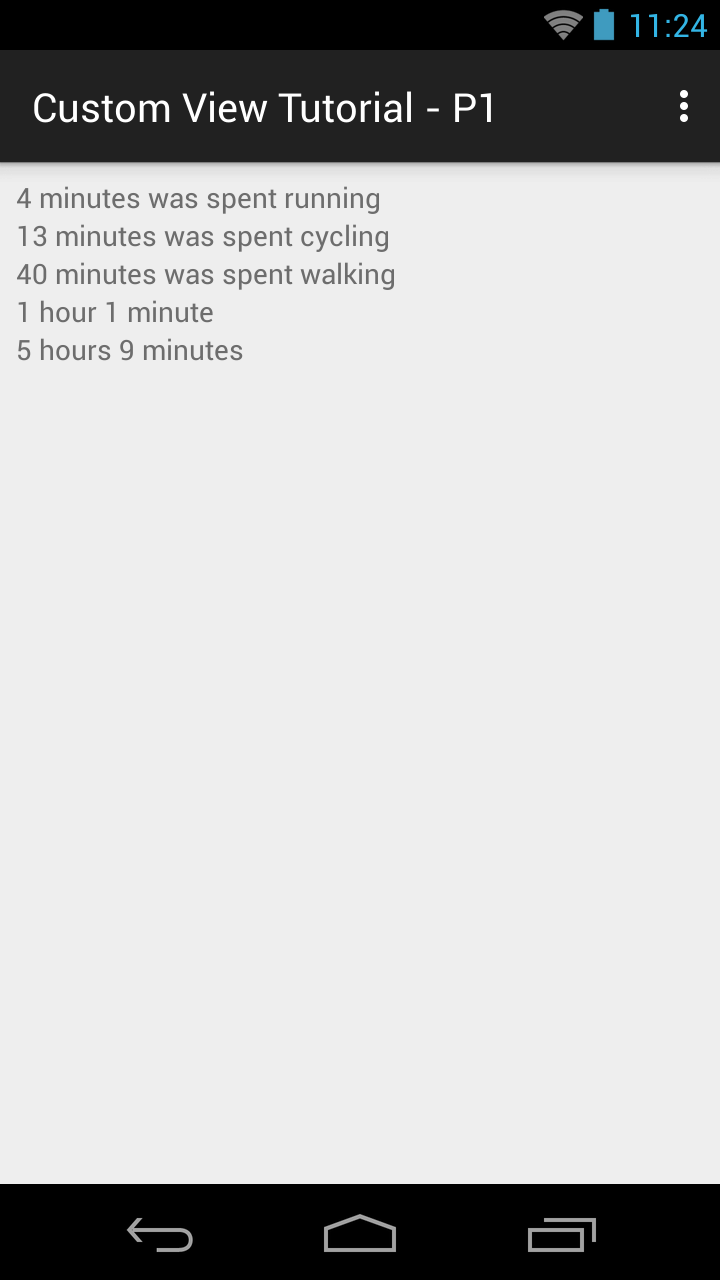 11:24
Custom View Tutorial - P1
4 minutes was spent running
13 minutes was spent cycling
40 minutes was spent walking
1 hour 1 minute
5 hours 9 minutes